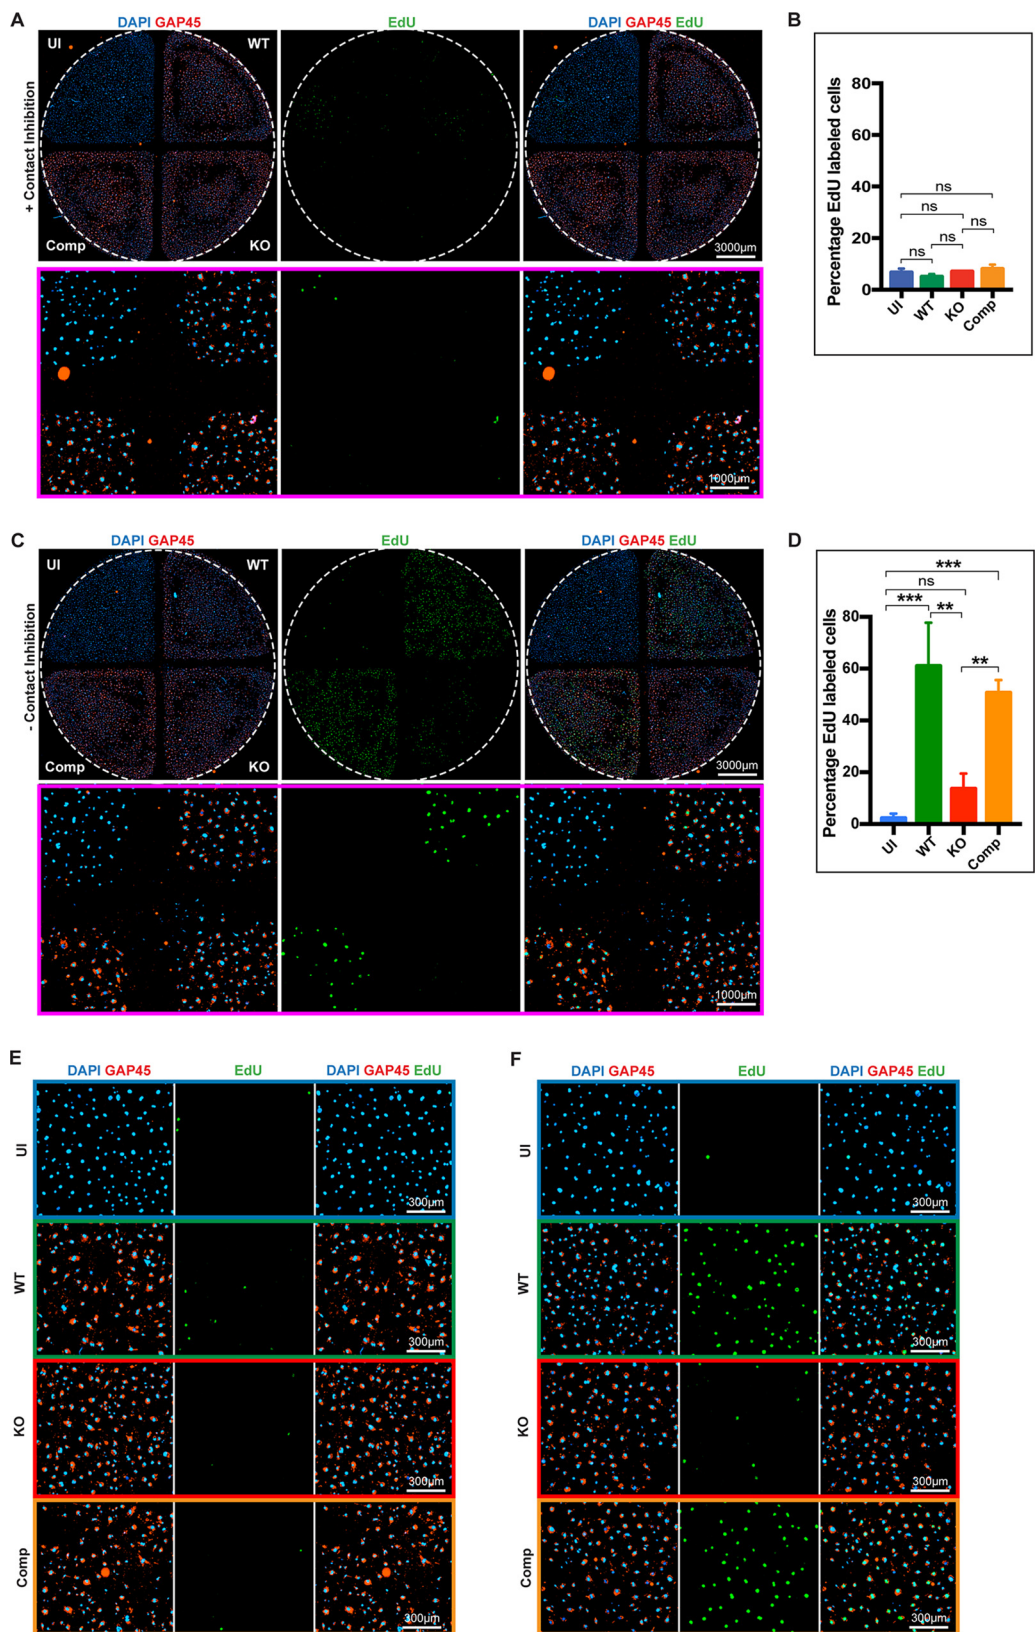 A
DAPI GAP45
EdU
DAPI GAP45 EdU
+ Contact Inhibition
UI
WT
Comp
KO
3000µm
1000µm
B
Percentage EdU labeled cells
80
60
40
20
0
ns
ns
ns
ns
ns
UI
WT
KO
Comp
C
DAPI GAP45
EdU
DAPI GAP45 EdU
- Contact Inhibition
UI
WT
Comp
KO
3000µm
1000µm
D
Percentage EdU labeled cells
***
ns
*** **
**
80
60
40
20
0
UI
WT
KO
Comp
E
DAPI GAP45
EdU
DAPI GAP45 EdU
UI
300µm
WT
300µm
KO
300µm
Comp
300µm
F
DAPI GAP45
EdU
DAPI GAP45 EdU
UI
300µm
WT
300µm
KO
300µm
Comp
300µm